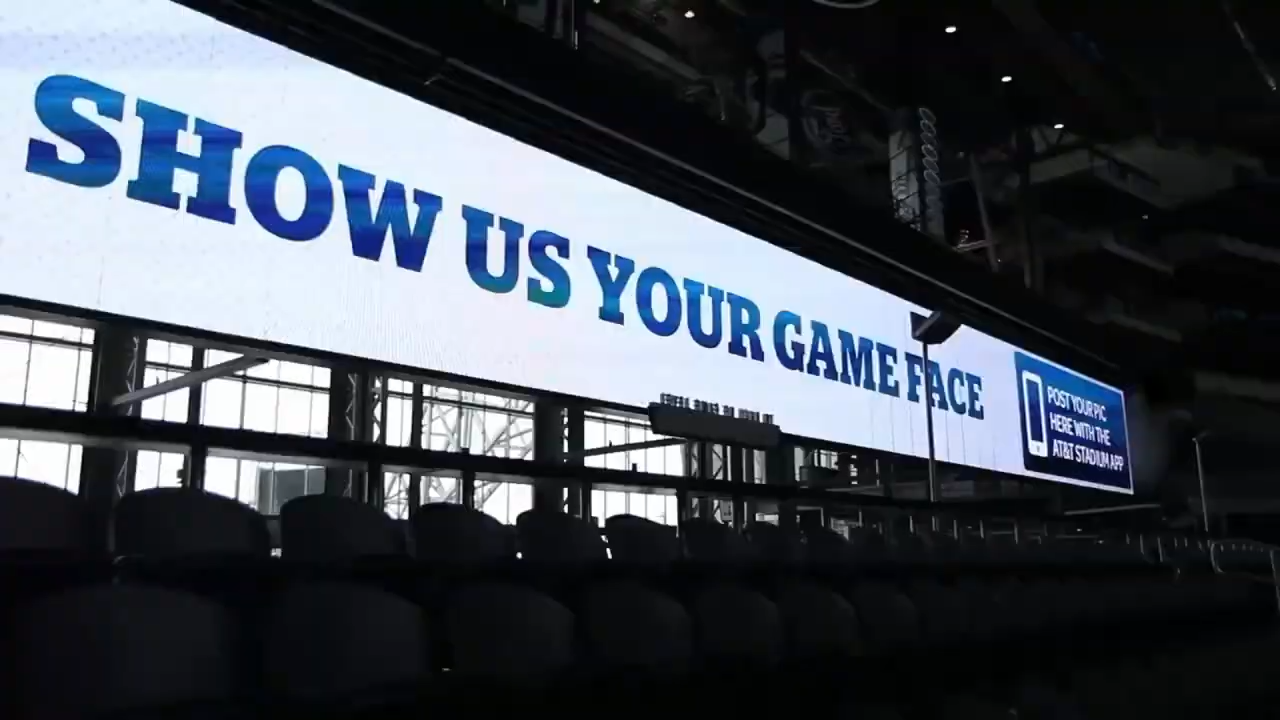 SHOW US YOUR GAME FACE
POST YOUR PIC
HERE WITH THE
AT&T STADIUM APP